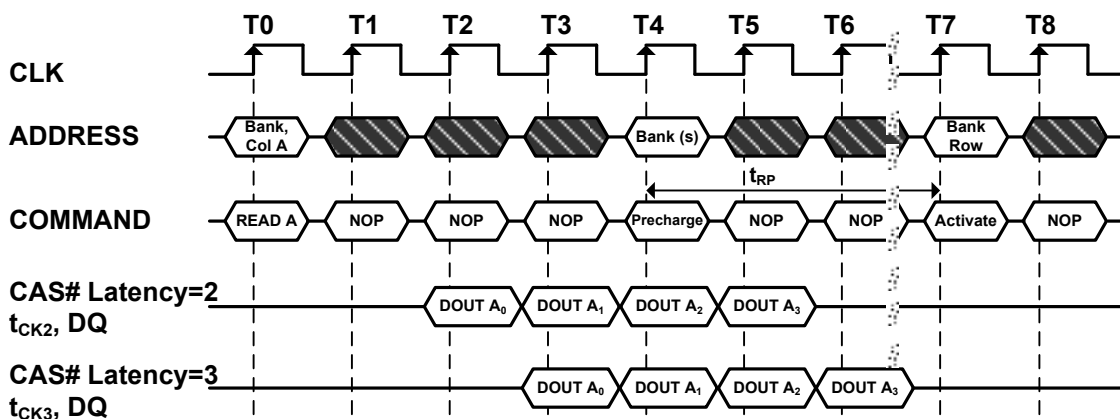 T0 T1 T2 T3 T4 T5 T6 T7 T8
CLK
ADDRESS
Bank,
Col A
Bank (s)
Bank
Row
tRP
COMMAND
READ A NOP NOP NOP Precharge NOP NOP Activate NOP
CAS# Latency=2
tCK2, DQ
DOUT A0 DOUT A1 DOUT A2 DOUT A3
CAS# Latency=3
tCK3, DQ
DOUT A0 DOUT A1 DOUT A2 DOUT A3